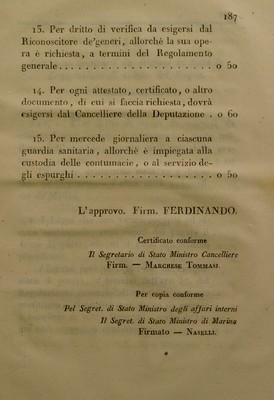 187
13. Per dritto di verifica da esigersi dal
Riconoscitore de'generi, allorchè la sua ope-
ra è richiesta, a termini del Regolamento
generale . . . . . . . . . . . . . . . . . . o 50
14. Per ogni attestato, certificato, o altro
documento, di cui si faccia richiesta, dovrà
esigersi dal Cancelliere della Deputazione . o 60
15. Per mercede giornaliera a ciascuna
guardia sanitaria, allorchè è impiegata alla
custodia delle contumacie, o al servizio de-
gli espurghi . . . . . . . . . . . . . . . . o 50
L'approvo. Firm. FERDINANDO.
Certificato conforme
Il Segretario di Stato Ministro Cancelliere
Firm. — Marchese Tommasi.
Per copia conforme
Pel Segret. di Stato Ministro degli affari interni
Il Segret. di Stato Ministro di Marina
Firmato — Naselli.